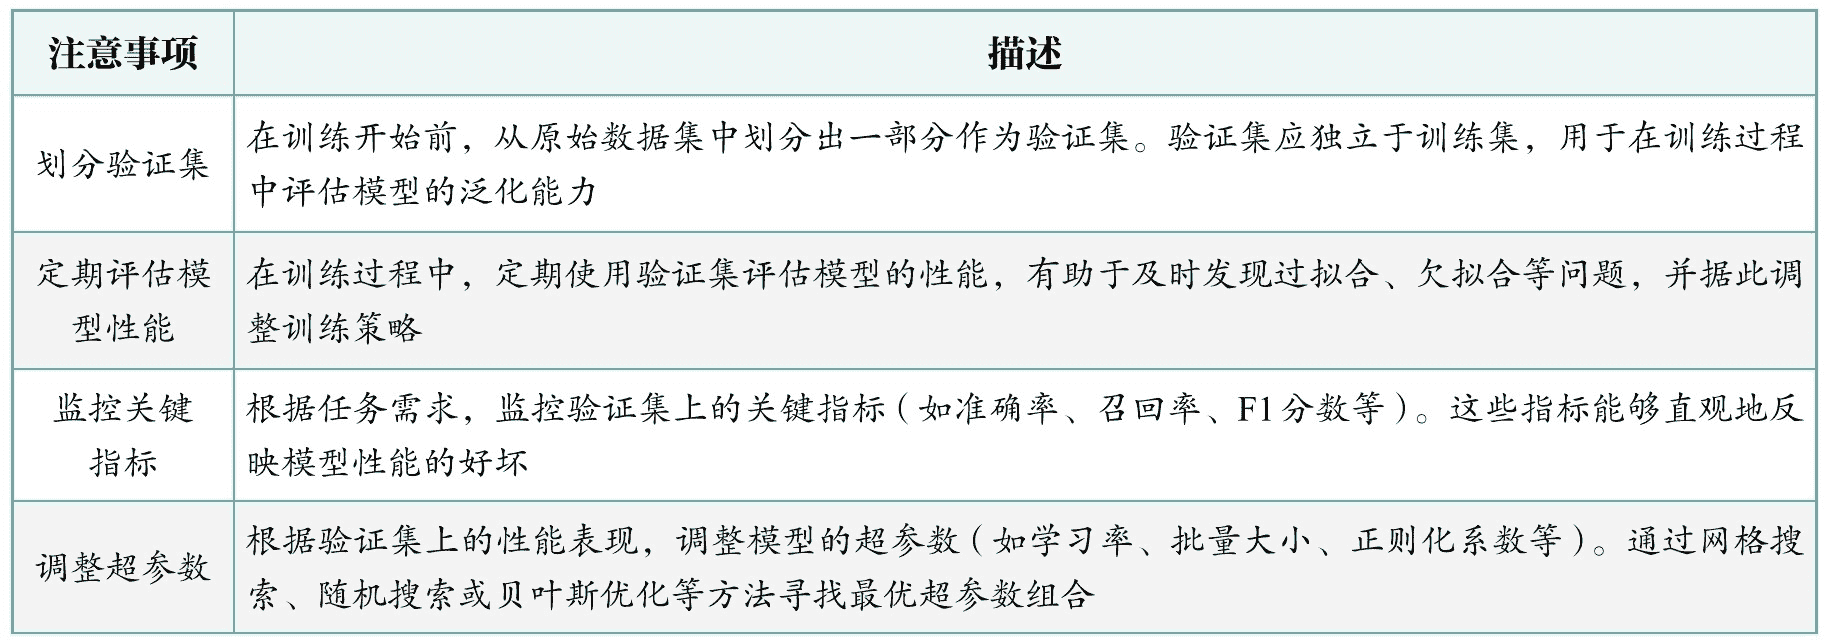 注意事项
描述
划分验证集
在训练开始前，从原始数据集中划分出一部分作为验证集。验证集应独立于训练集，用于在训练过程
中评估模型的泛化能力
定期评估模
型性能
在训练过程中，定期使用验证集评估模型的性能，有助于及时发现过拟合、欠拟合等问题，并据此调
整训练策略
监控关键
指标
根据任务需求，监控验证集上的关键指标（如准确率、召回率、F1分数等）。这些指标能够直观地反
映模型性能的好坏
调整超参数
根据验证集上的性能表现，调整模型的超参数（如学习率、批量大小、正则化系数等）。通过网格搜
索、随机搜索或贝叶斯优化等方法寻找最优超参数组合